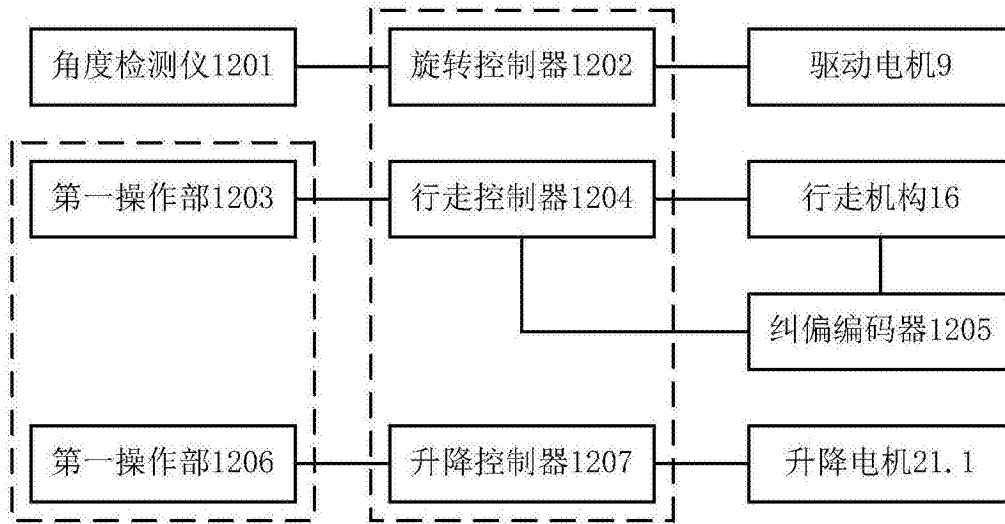 角度检测仪1201
旋转控制器1202
驱动电机9
第一操作部1203
行走控制器1204
行走机构16
纠偏编码器1205
第一操作部1206
升降控制器1207
升降电机21.1